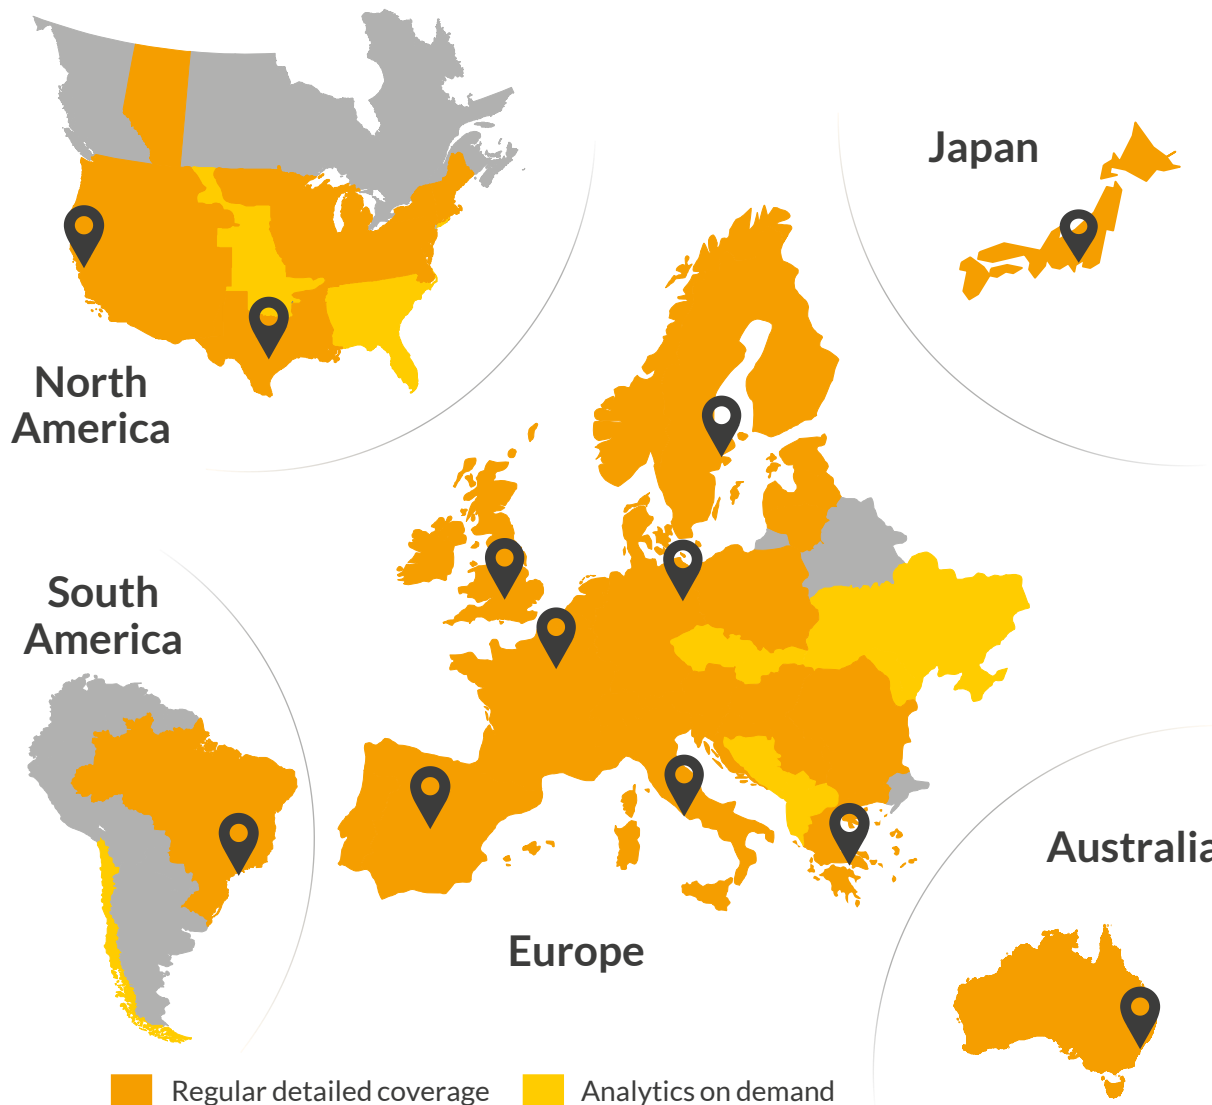 Japan
North
America
South
America
Europe
Australia
Regular detailed coverage
Analytics on demand